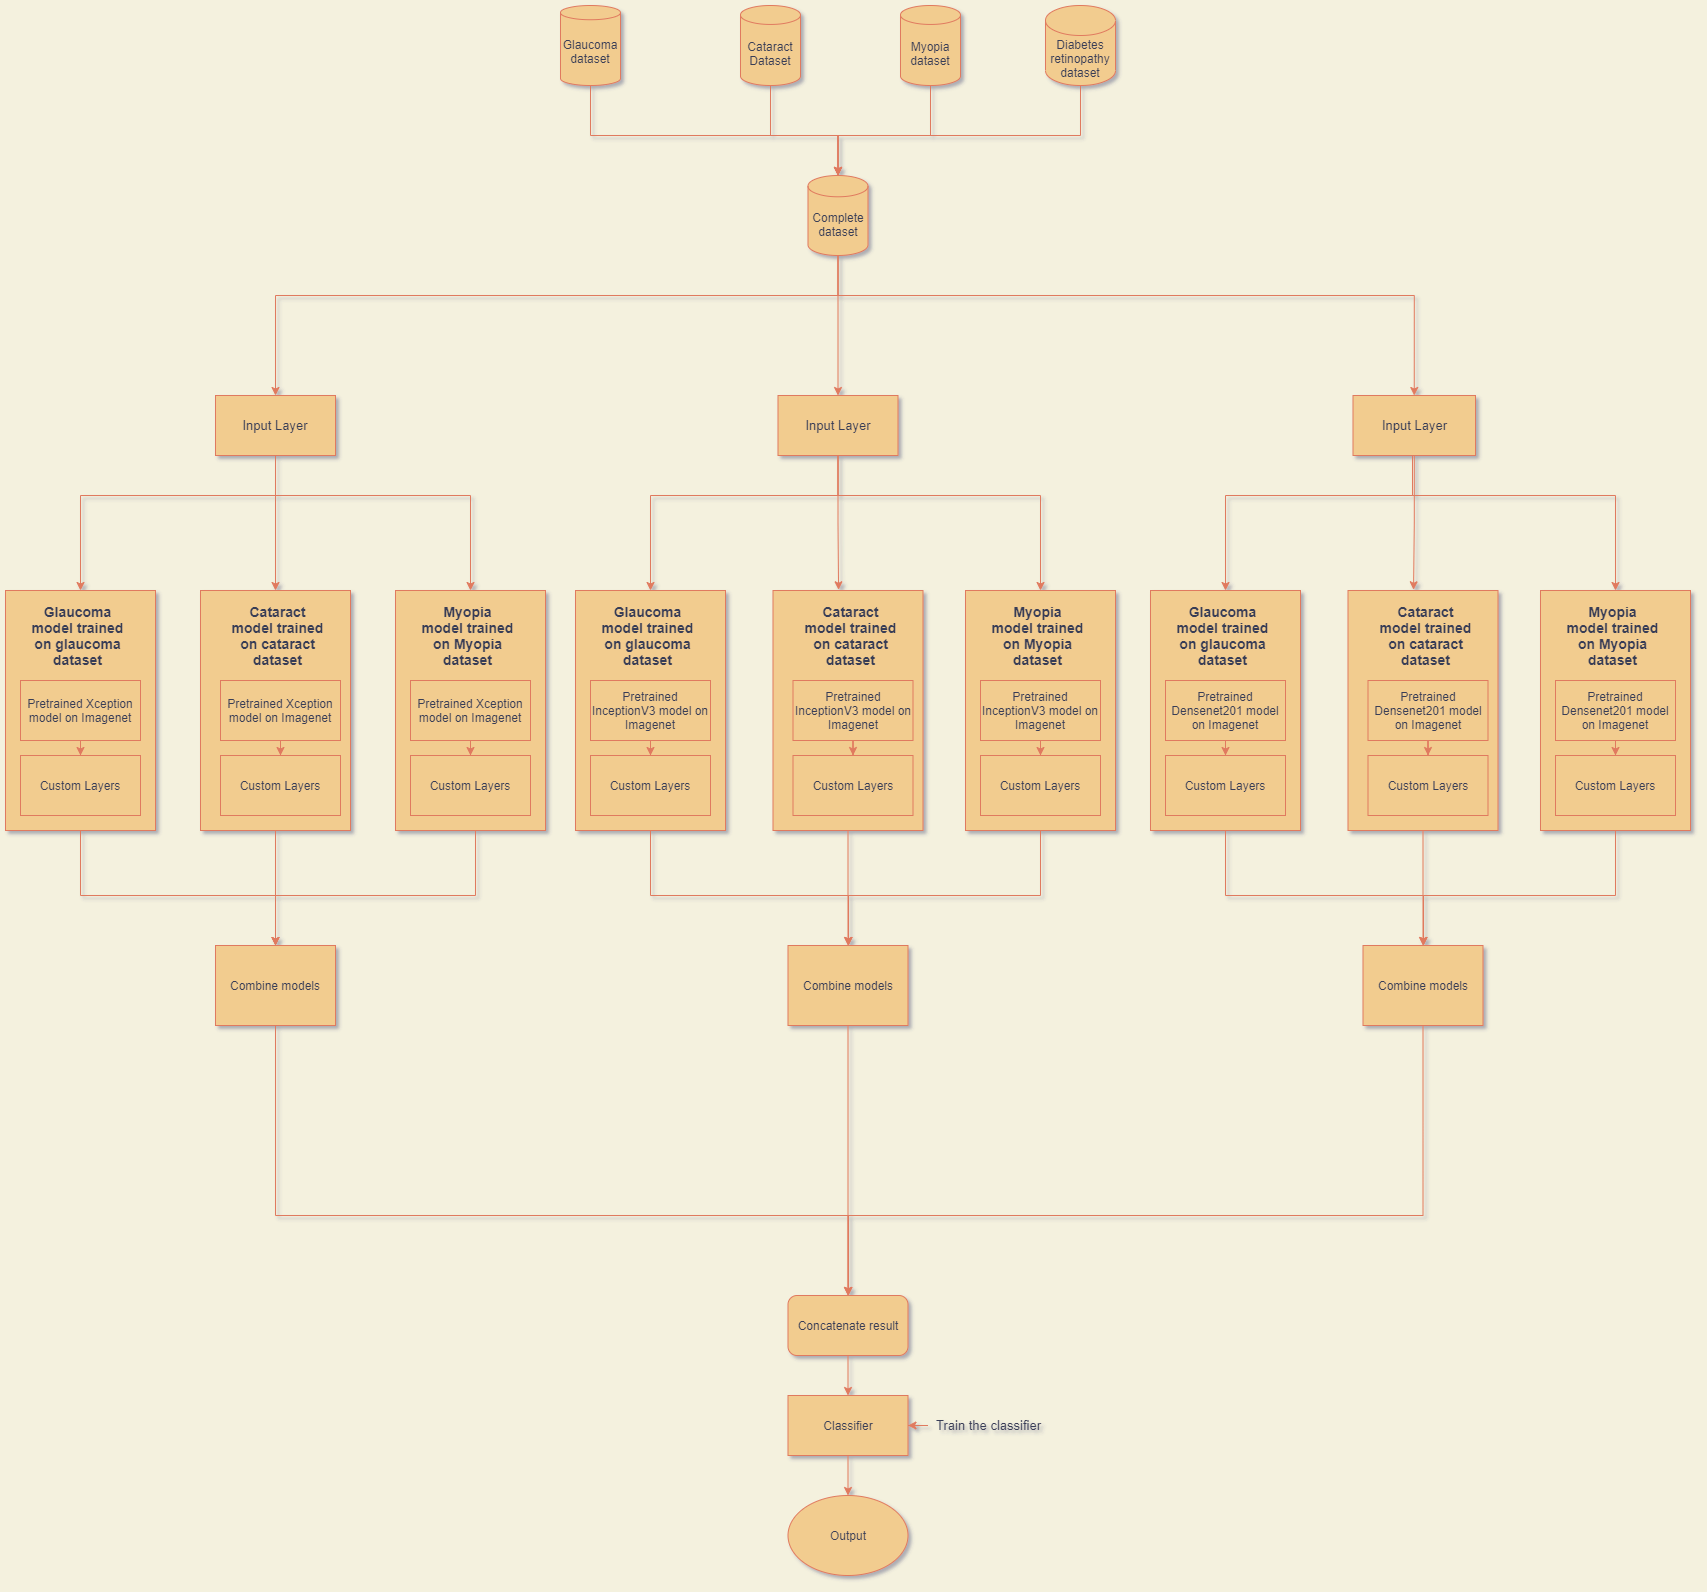 Glaucoma
dataset
Cataract
Dataset
Myopia
dataset
Diabetes
retinopathy
dataset
Complete
dataset
Input Layer
Input Layer
Input Layer
Glaucoma
model trained
on glaucoma
dataset
Pretrained Xception
model on Imagenet
Custom Layers
Cataract
model trained
on cataract
dataset
Pretrained Xception
model on Imagenet
Custom Layers
Myopia
model trained
on Myopia
dataset
Pretrained Xception
model on Imagenet
Custom Layers
Glaucoma
model trained
on glaucoma
dataset
Pretrained
InceptionV3 model on
Imagenet
Custom Layers
Cataract
model trained
on cataract
dataset
Pretrained
InceptionV3 model on
Imagenet
Custom Layers
Myopia
model trained
on Myopia
dataset
Pretrained
InceptionV3 model on
Imagenet
Custom Layers
Glaucoma
model trained
on glaucoma
dataset
Pretrained
Densenet201 model
on Imagenet
Custom Layers
Cataract
model trained
on cataract
dataset
Pretrained
Densenet201 model
on Imagenet
Custom Layers
Myopia
model trained
on Myopia
dataset
Pretrained
Densenet201 model
on Imagenet
Custom Layers
Combine models
Combine models
Combine models
Concatenate result
Classifier
Train the classifier
Output